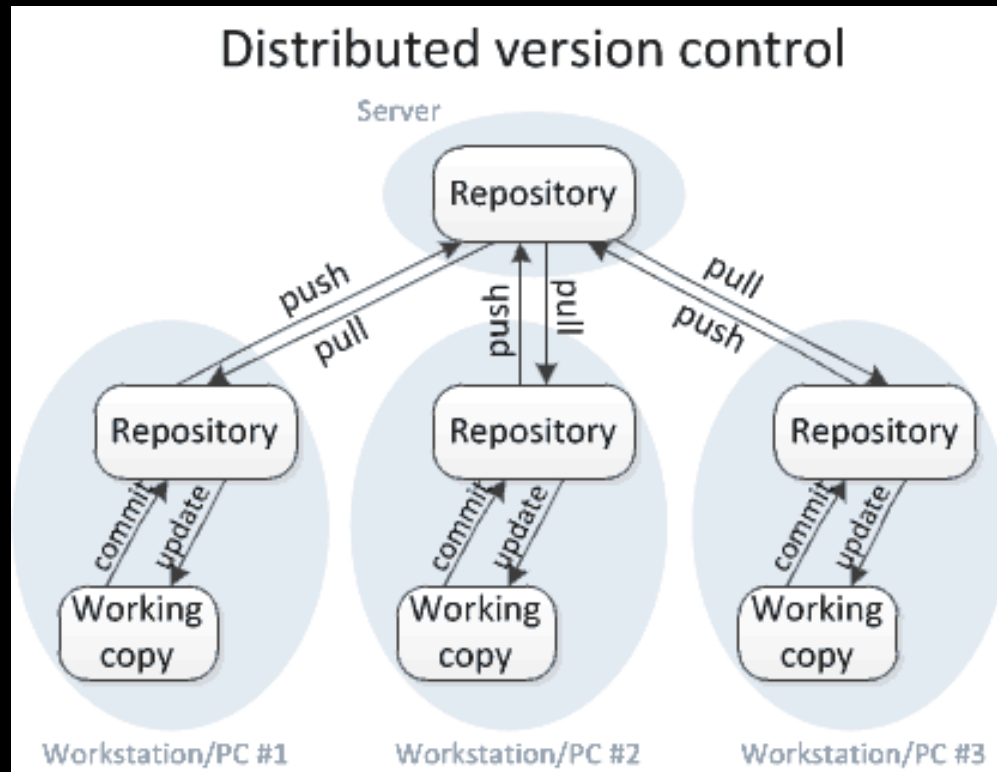 Distributed version control
Server
Repository
push
pull
push
pull
pull
push
Repository
Repository
Repository
commit
update
commit
update
commit
update
Working
copy
Working
copy
Working
copy
Workstation/PC #1
Workstation/PC #2
Workstation/PC #3